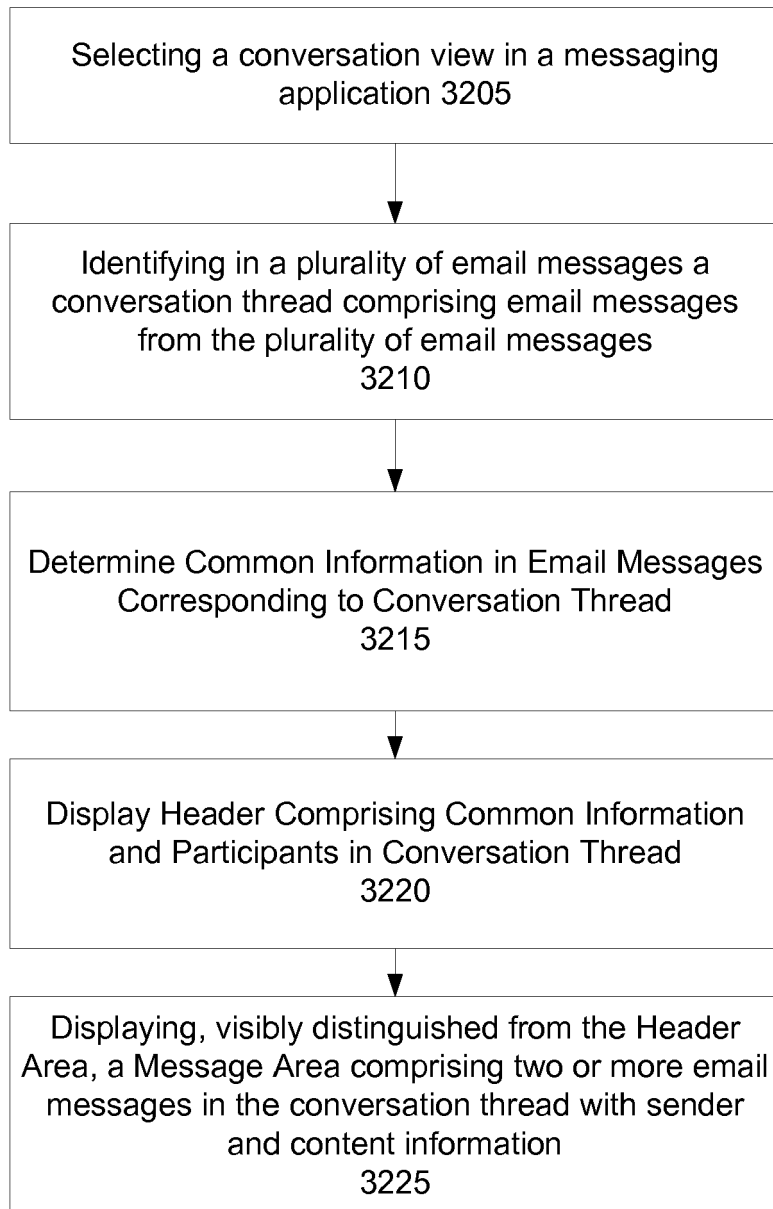 Selecting a conversation view in a messaging
application 3205
Identifying in a plurality of email messages a
conversation thread comprising email messages
from the plurality of email messages
3210
Determine Common Information in Email Messages
Corresponding to Conversation Thread
3215
Display Header Comprising Common Information
and Participants in Conversation Thread
3220
Displaying, visibly distinguished from the Header
Area, a Message Area comprising two or more email
messages in the conversation thread with sender
and content information
3225